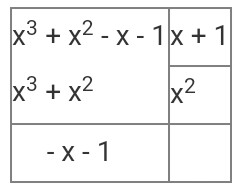 x³ + x² - x - 1 x + 1
x³ + x² x²
- x - 1